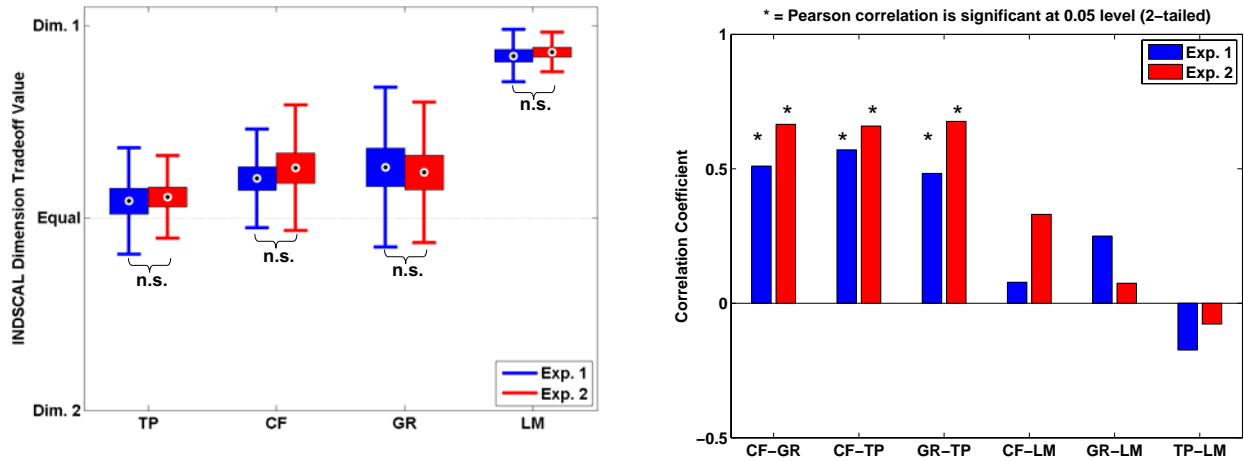 Dim. 1
Equal
Dim. 2
INDSCAL Dimension Tradeoff Value
n.s.
n.s.
n.s.
n.s.
Exp. 1
Exp. 2
TP
CF
GR
LM
* = Pearson correlation is significant at 0.05 level (2-tailed)
Exp. 1
Exp. 2
1
0.5
0
−0.5
Correlation Coefficient
* * * * * *
CF−GR
CF−TP
GR−TP
CF−LM
GR−LM
TP−LM